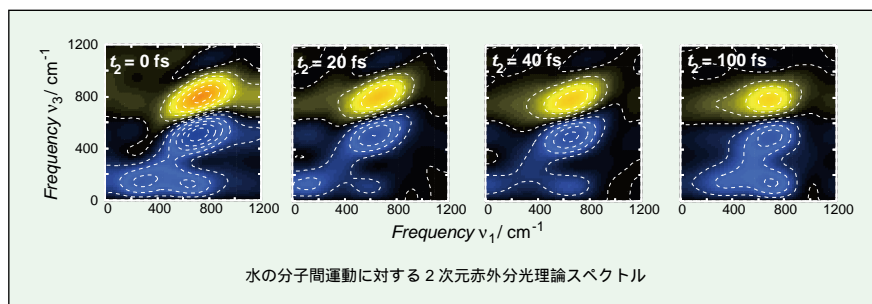 t2 = 0 fs
t2 = 20 fs
t2 = 40 fs
t2 = 100 fs
1200
800
400
0
Frequency ν3 / cm-1
0 400 800 1200
0 400 800 1200
0 400 800 1200
0 400 800 1200
Frequency ν1 / cm-1
水の分子間運動に対する 2 次元赤外分光理論スペクトル